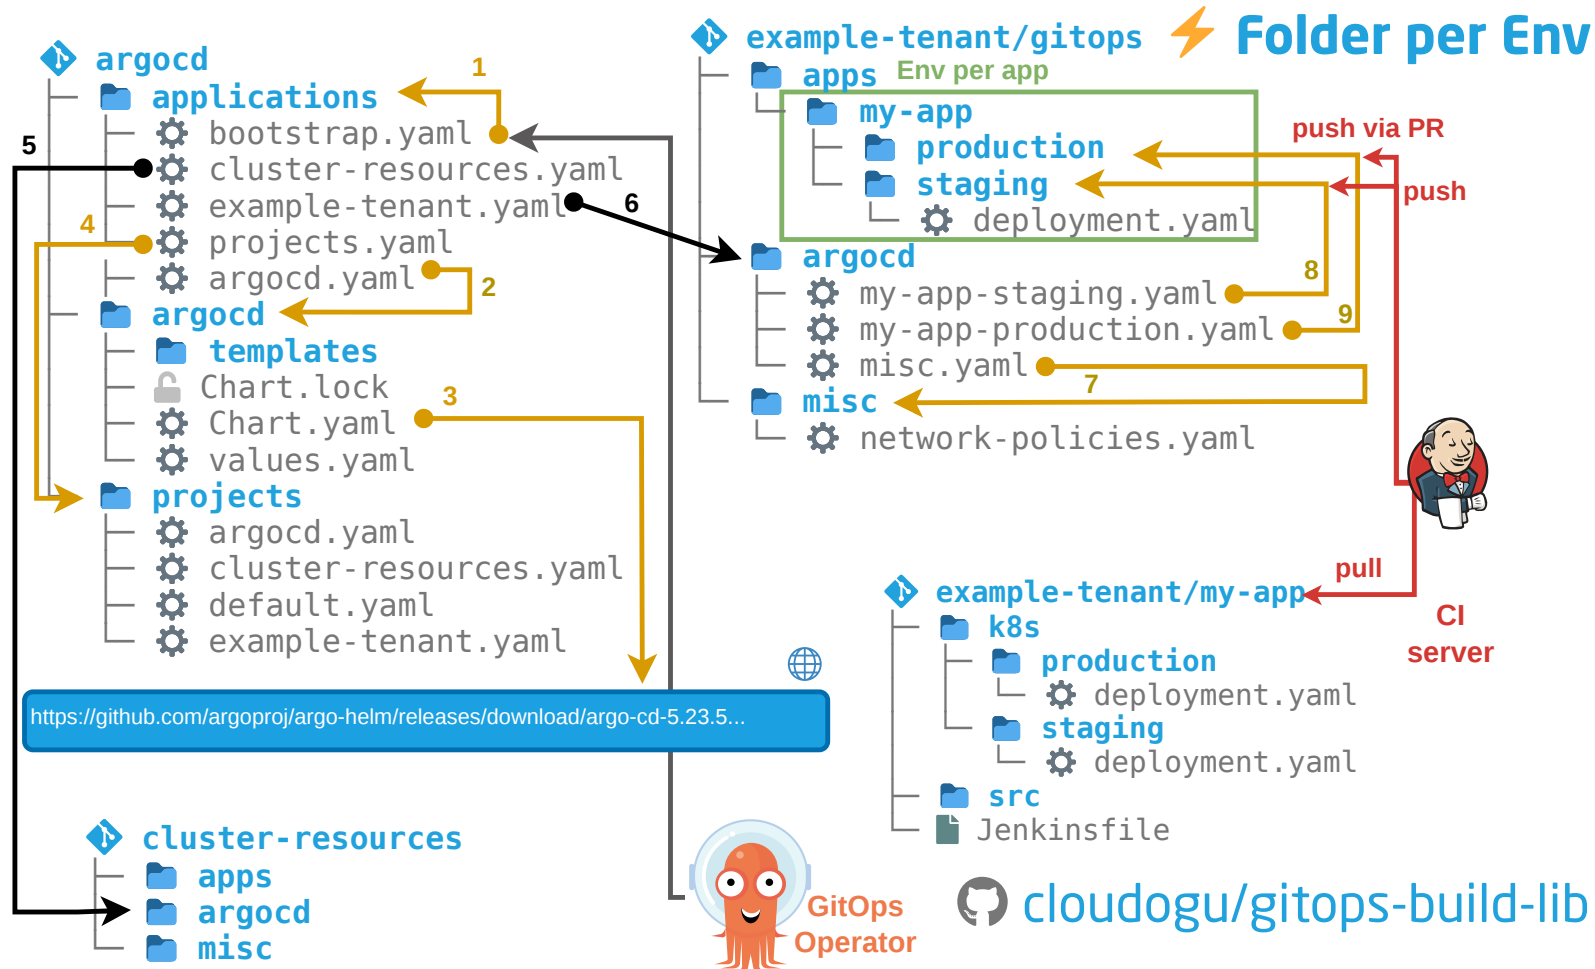 argocd
applications
bootstrap.yaml
cluster-resources.yaml
example-tenant.yaml
projects.yaml
argocd.yaml
argocd
templates
Chart.lock
Chart.yaml
values.yaml
projects
argocd.yaml
cluster-resources.yaml
default.yaml
example-tenant.yaml
1
2
3
4
5
6
https://github.com/argoproj/argo-helm/releases/download/argo-cd-5.23.5...
cluster-resources
apps
argocd
misc
GitOps
Operator
Folder per Env
example-tenant/gitops
apps
Env per app
my-app
production
staging
deployment.yaml
argocd
my-app-staging.yaml
my-app-production.yaml
misc.yaml
misc
network-policies.yaml
7
8
9
push via PR
push
pull
CI
server
example-tenant/my-app
k8s
production
deployment.yaml
staging
deployment.yaml
src
Jenkinsfile
cloudogu/gitops-build-lib